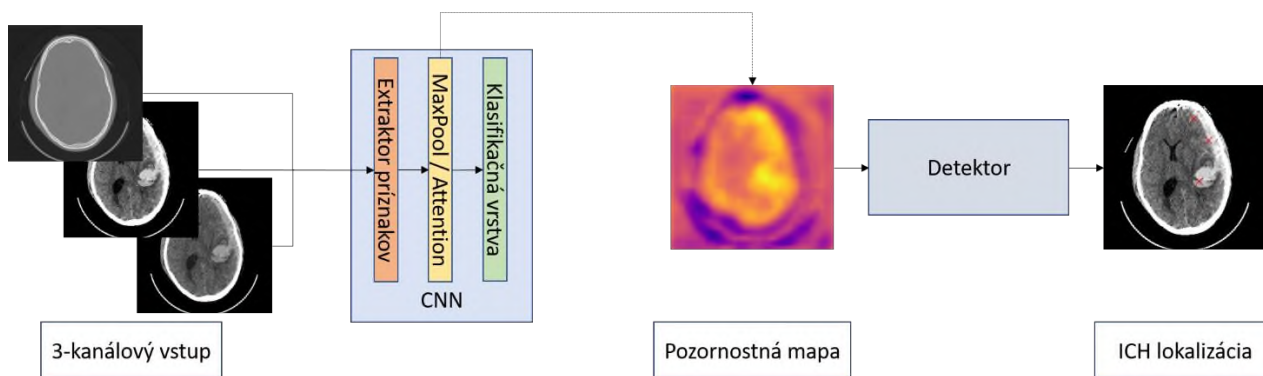 Extraktor príznakov
MaxPool / Attention
Klasifikačná vrstva
CNN
Detektor
3-kanálový vstup
Pozornostná mapa
ICH lokalizácia